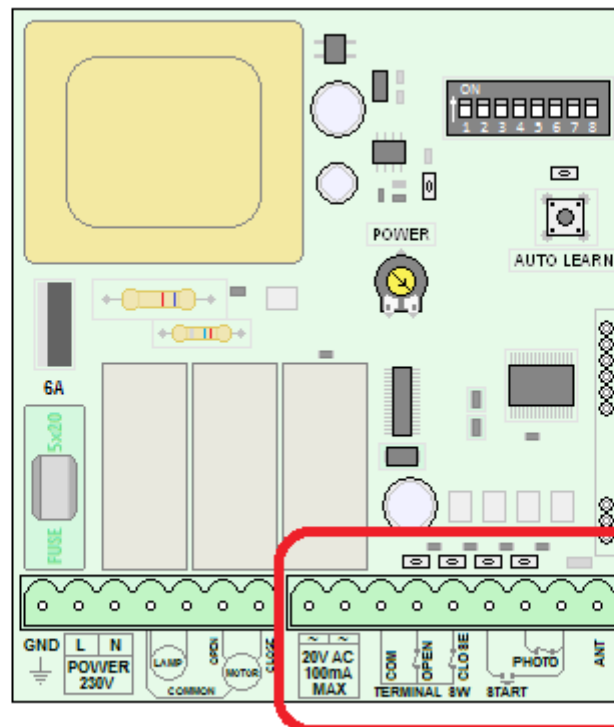 ON
1 2 3 4 5 6 7 8
POWER
AUTO LEARN
6A
5x20
FUSE
GND L N LAMP OPEN MOTOR CLOSE ~ ~ COM OPEN CLOSE PHOTO ANT
POWER 20V AC
230V 100mA
COMMON MAX TERMINAL SW START